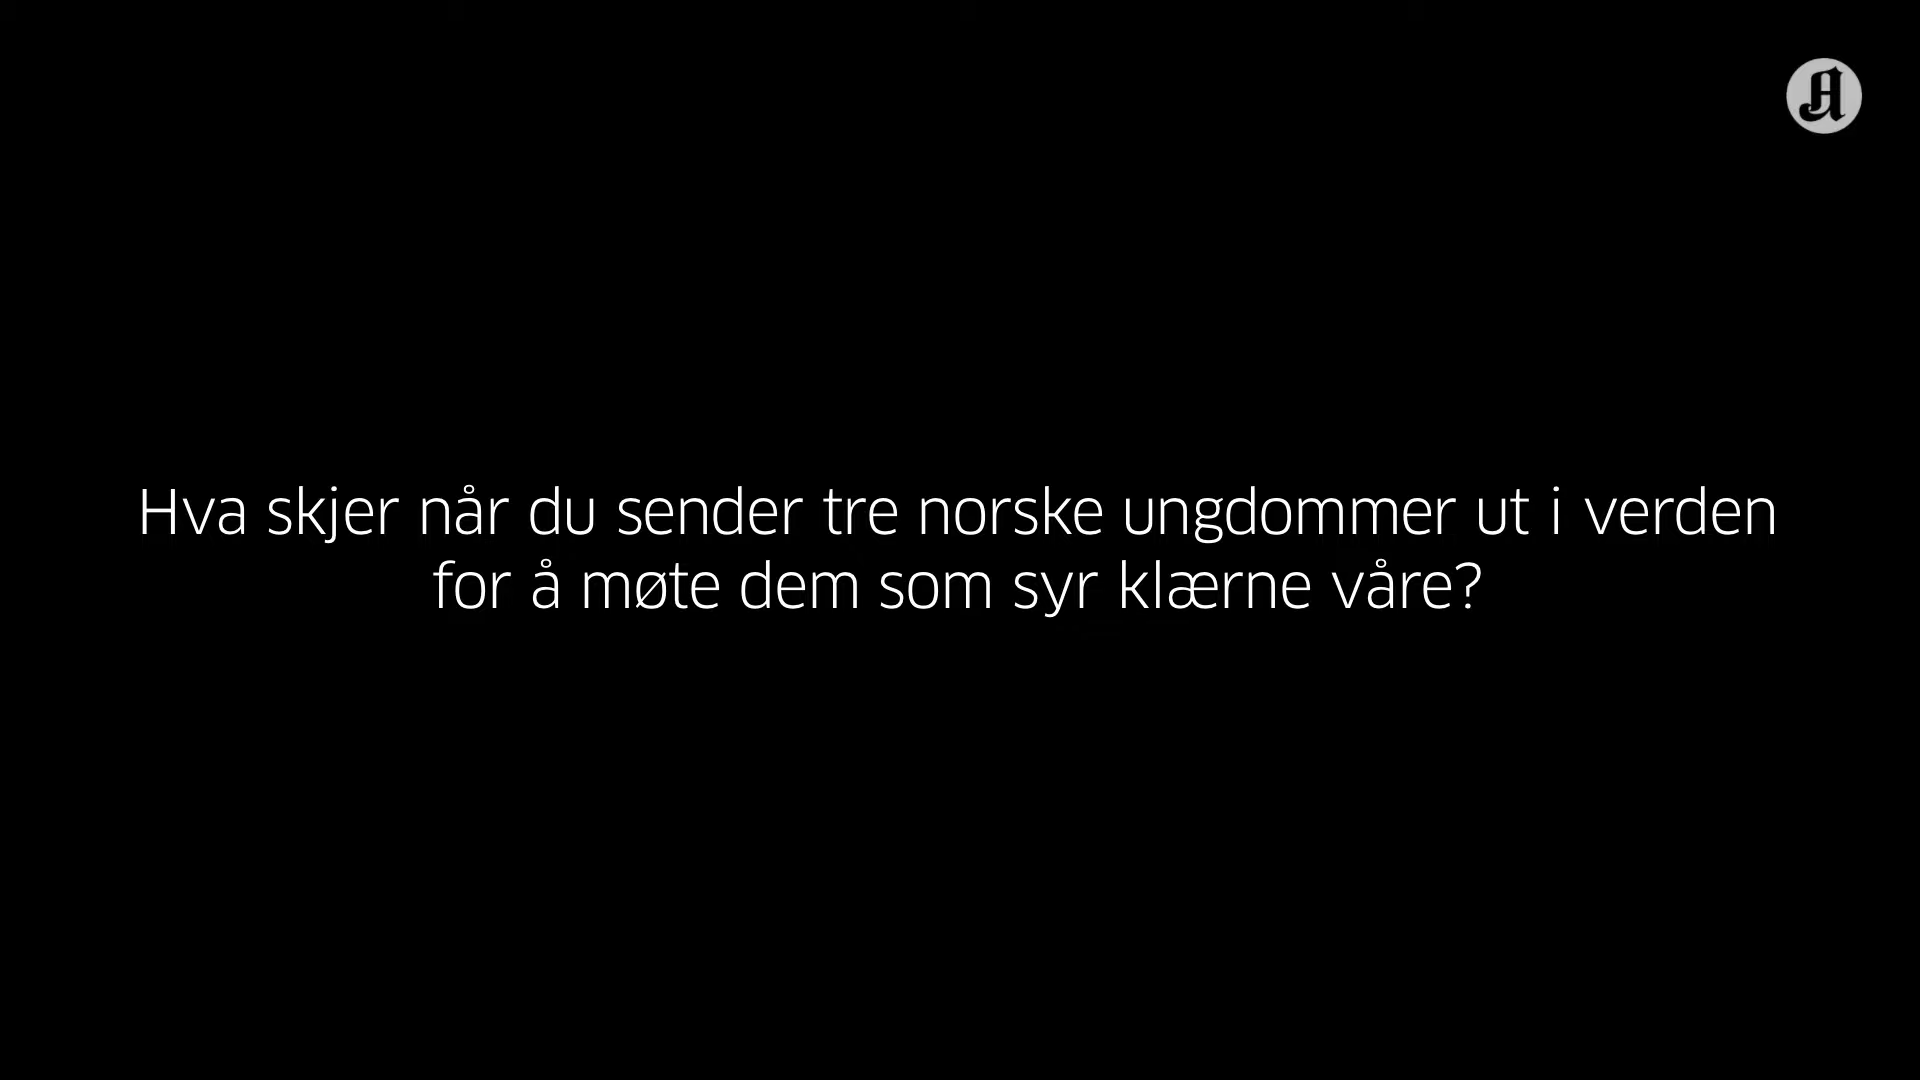 A
Hva skjer når du sender tre norske ungdommer ut i verden
for å møte dem som syr klærne våre?